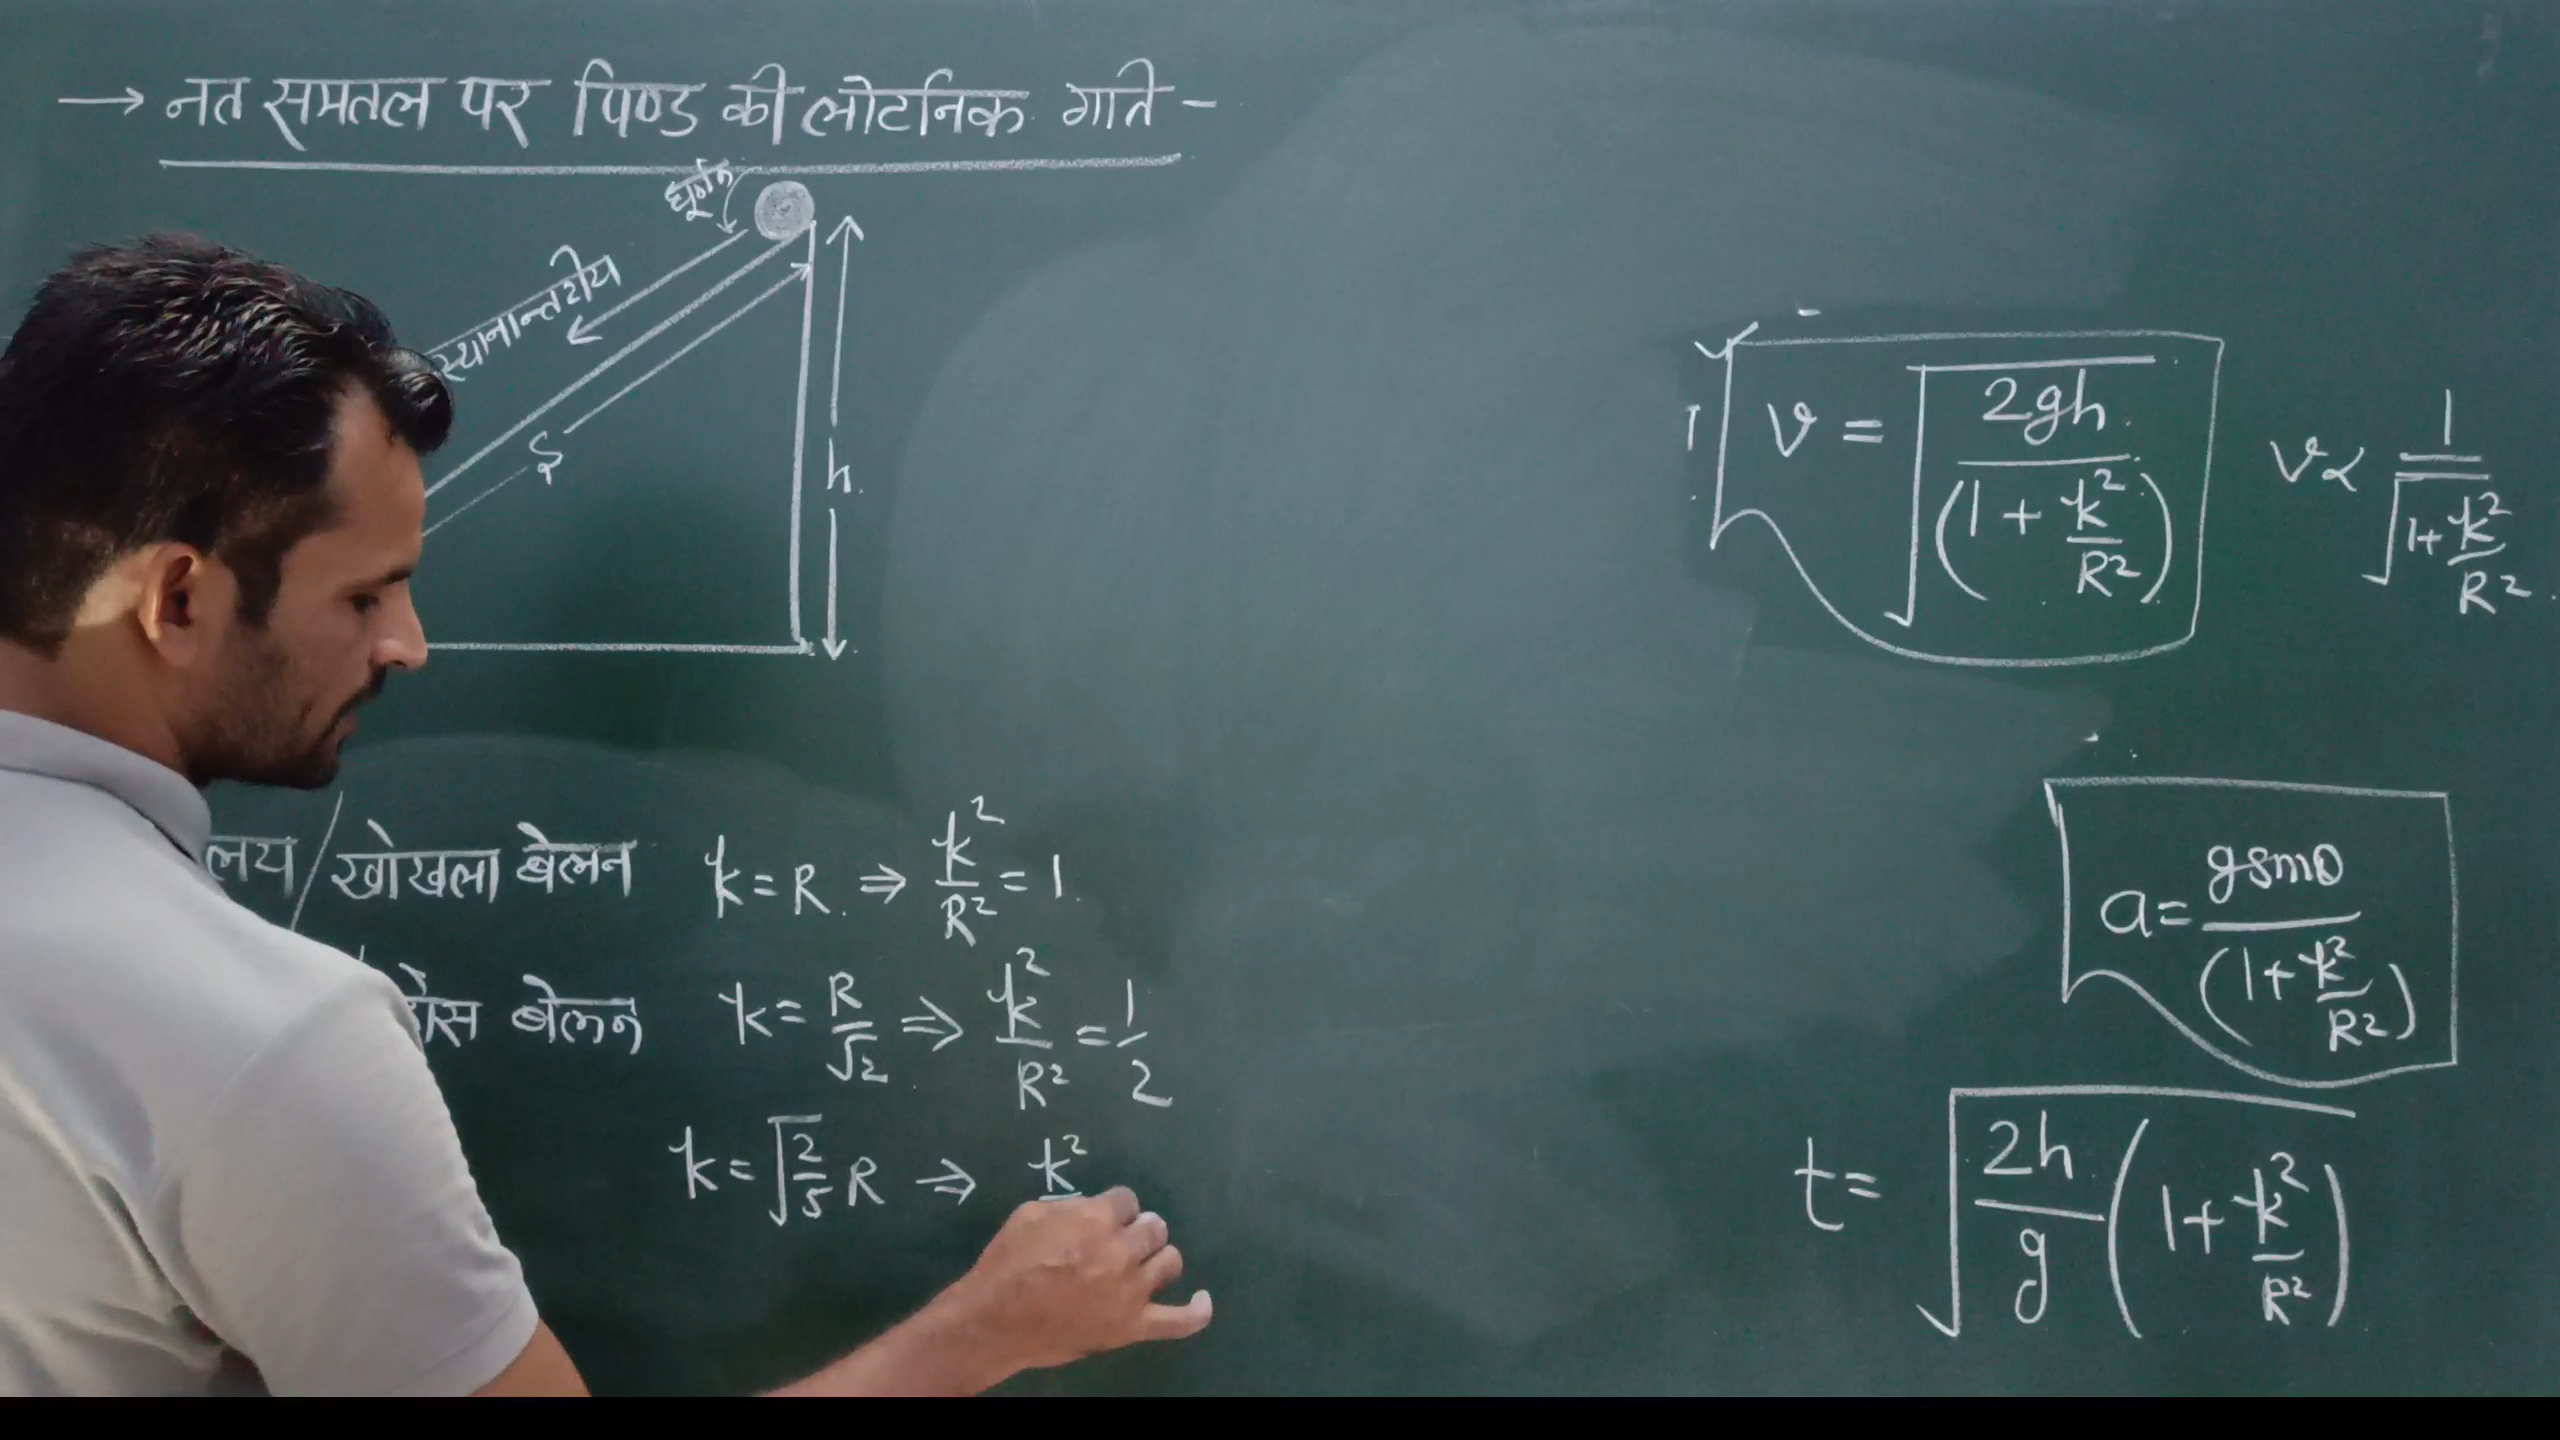 → नत समतल पर पिण्ड की लोटनिक गति -
घूर्णन
स्थानान्तरीय
S
h
v = √(2gh / (1 + k²/R²))
v ∝ 1/√(1+k²/R²)
/ खोखला बेलन k = R ⇒ k²/R² = 1
बेलन k = R/√2 ⇒ k²/R² = 1/2
k = √(2/5) R ⇒ k²
a = g sinθ / (1 + k²/R²)
t = √(2h/g (1 + k²/R²))